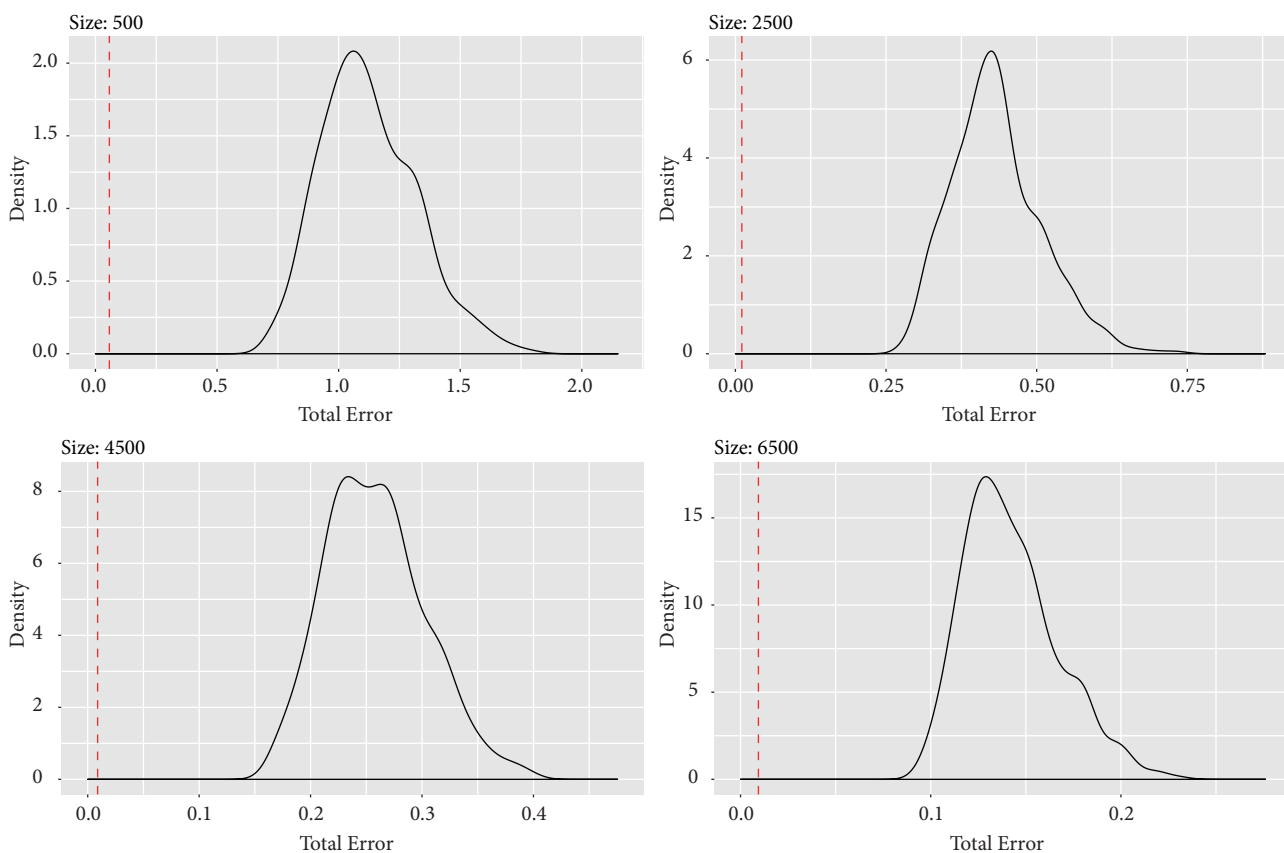 Size: 500
2.0
1.5
1.0
0.5
0.0
Density
0.0 0.5 1.0 1.5 2.0
Total Error
Size: 2500
6
4
2
0
Density
0.00 0.25 0.50 0.75
Total Error
Size: 4500
8
6
4
2
0
Density
0.0 0.1 0.2 0.3 0.4
Total Error
Size: 6500
15
10
5
0
Density
0.0 0.1 0.2
Total Error